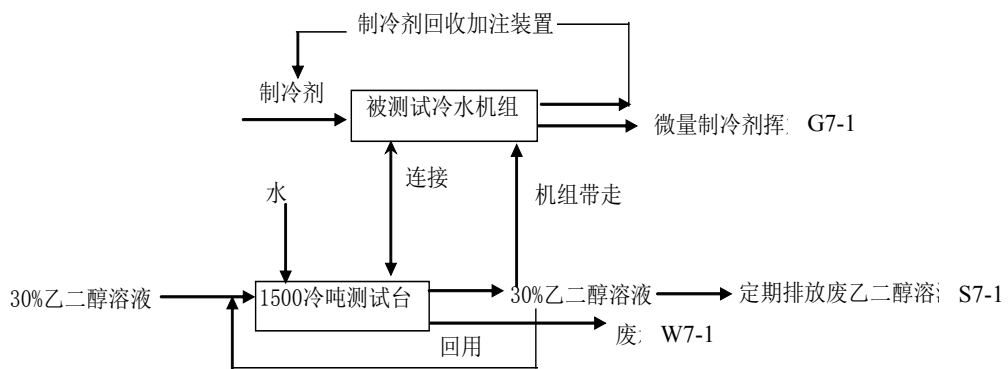 制冷剂回收加注装置
制冷剂
被测试冷水机组
微量制冷剂挥 G7-1
连接
机组带走
水
30%乙二醇溶液
1500冷吨测试台
30%乙二醇溶液
定期排放废乙二醇溶 S7-1
废 W7-1
回用